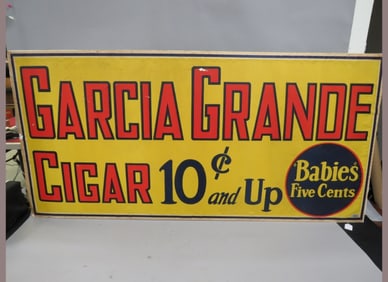 GARCIA GRANDE
CIGAR 10¢ and Up
'Babies'
Five Cents